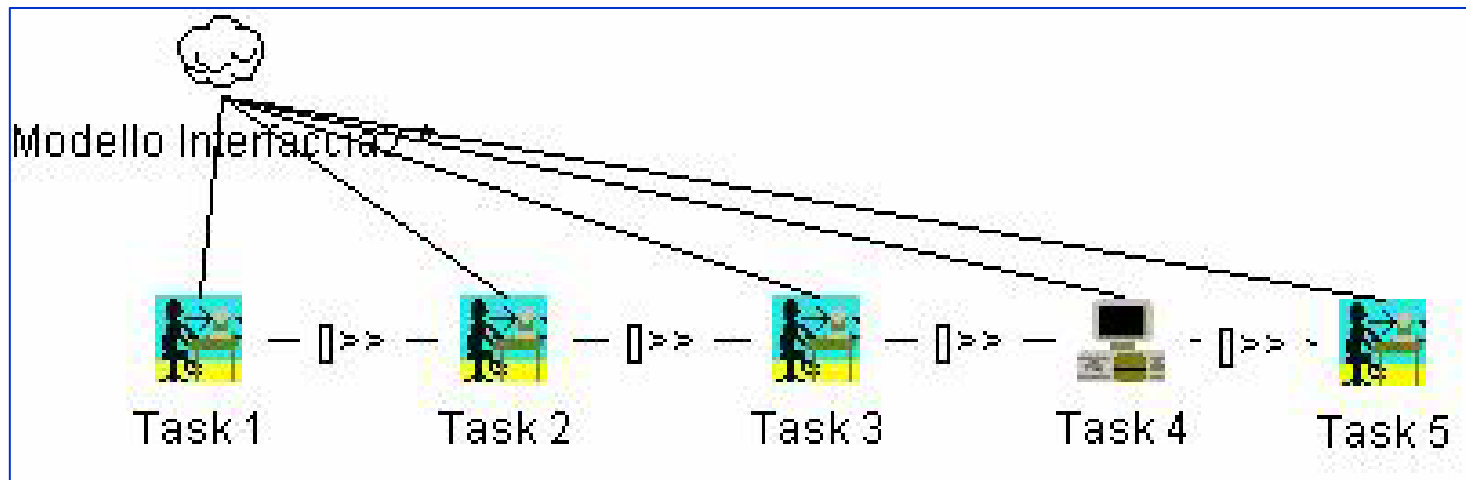 Modello Interfaccia2 *
[]>> []>> []>> []>>
Task 1 Task 2 Task 3 Task 4 Task 5